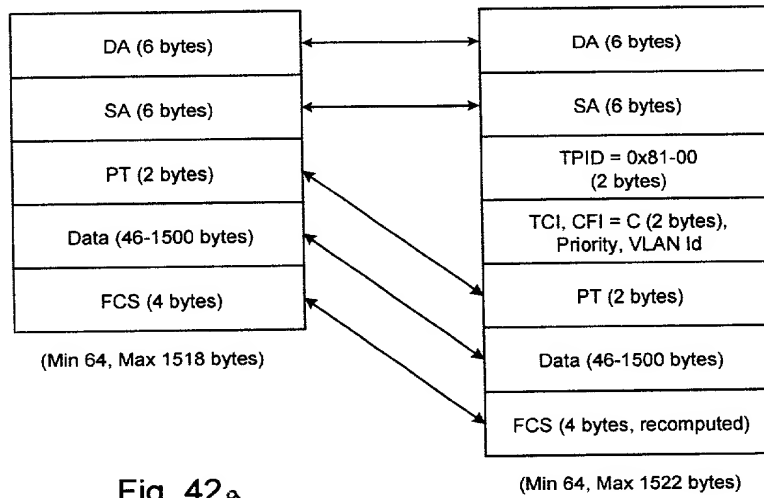 DA (6 bytes)
SA (6 bytes)
PT (2 bytes)
Data (46-1500 bytes)
FCS (4 bytes)
(Min 64, Max 1518 bytes)
DA (6 bytes)
SA (6 bytes)
TPID = 0x81-00
(2 bytes)
TCI, CFI = C (2 bytes),
Priority, VLAN Id
PT (2 bytes)
Data (46-1500 bytes)
FCS (4 bytes, recomputed)
(Min 64, Max 1522 bytes)
Fig. 42a